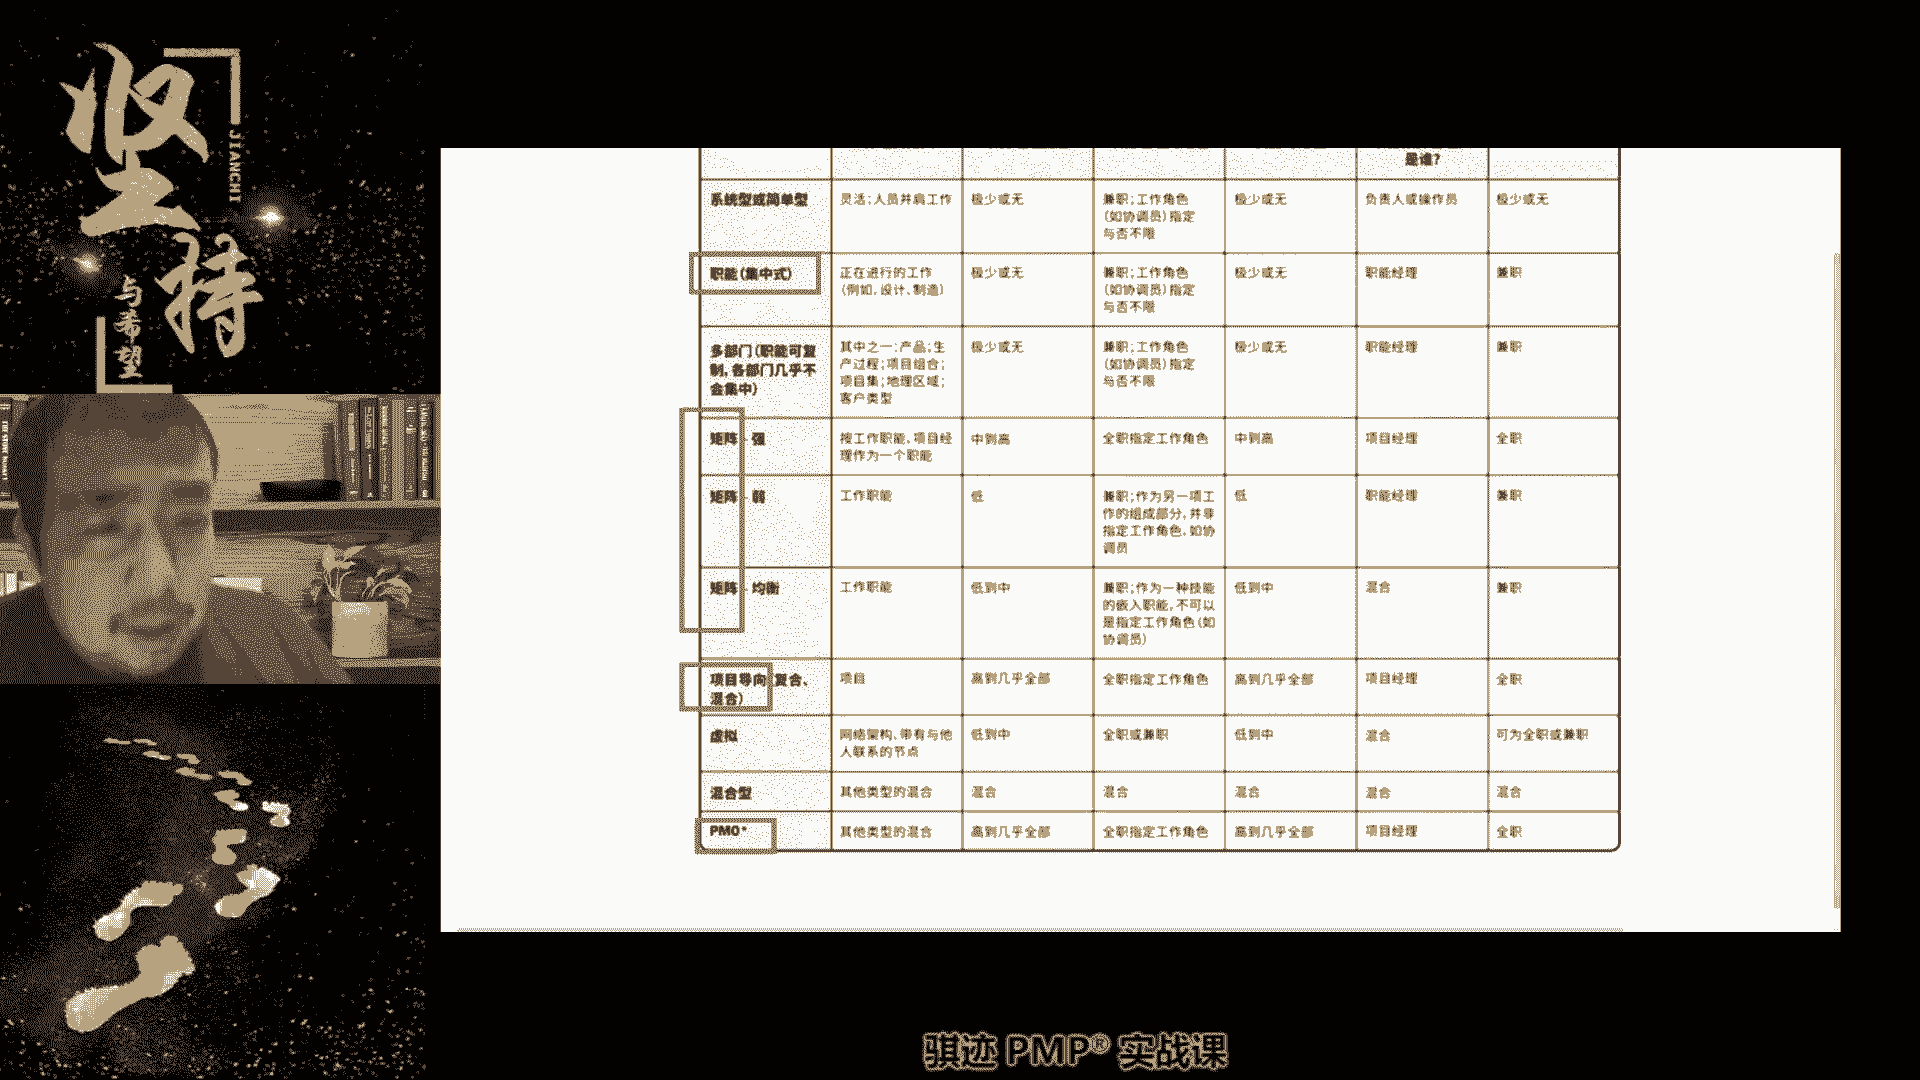 坚持
JIANCHI
与希望
是谁?
系统型或简单型
灵活;人员并肩工作
极少或无
兼职;工作角色
(如协调员)指定
与否不限
极少或无
负责人或操作员
极少或无
职能(集中式)
正在进行的工作
(例如,设计、制造)
极少或无
兼职;工作角色
(如协调员)指定
与否不限
极少或无
职能经理
兼职
多部门(职能可复
制,各部门几乎不
会集中)
其中之一:产品;生
产过程;项目组合;
项目集;地理区域;
客户类型
极少或无
兼职;工作角色
(如协调员)指定
与否不限
极少或无
职能经理
兼职
矩阵 - 强
按工作职能,项目经
理作为一个职能
中到高
全职指定工作角色
中到高
项目经理
全职
矩阵 - 弱
工作职能
低
兼职;作为另一项工
作的组成部分,并非
指定工作角色,如协
调员
低
职能经理
兼职
矩阵 - 均衡
工作职能
低到中
兼职;作为一种技能
的嵌入职能,不可以
是指定工作角色(如
协调员)
低到中
混合
兼职
项目导向(复合、
混合)
项目
高到几乎全部
全职指定工作角色
高到几乎全部
项目经理
全职
虚拟
网络架构、带有与他
人联系的节点
低到中
全职或兼职
低到中
混合
可为全职或兼职
混合型
其他类型的混合
混合
混合
混合
混合
混合
PMO*
其他类型的混合
高到几乎全部
全职指定工作角色
高到几乎全部
项目经理
全职
骐迹 PMP® 实战课